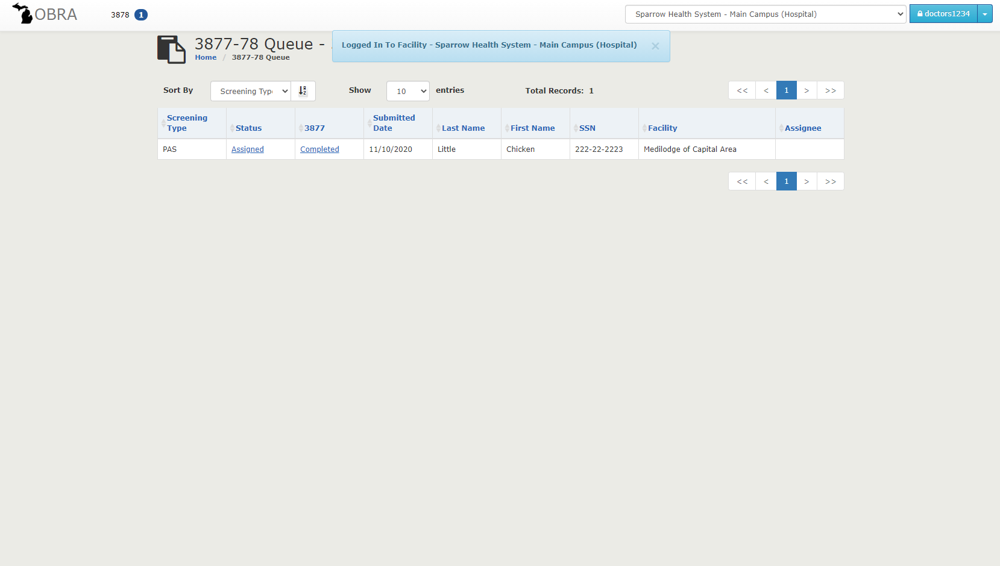 OBRA
3878 1
Sparrow Health System - Main Campus (Hospital)
doctors1234
3877-78 Queue -
Logged In To Facility - Sparrow Health System - Main Campus (Hospital) ×
Home / 3877-78 Queue
Sort By Screening Type Show 10 entries Total Records: 1 << < 1 > >>
Screening Type Status 3877 Submitted Date Last Name First Name SSN Facility Assignee
PAS Assigned Completed 11/10/2020 Little Chicken 222-22-2223 Medilodge of Capital Area
<< < 1 > >>